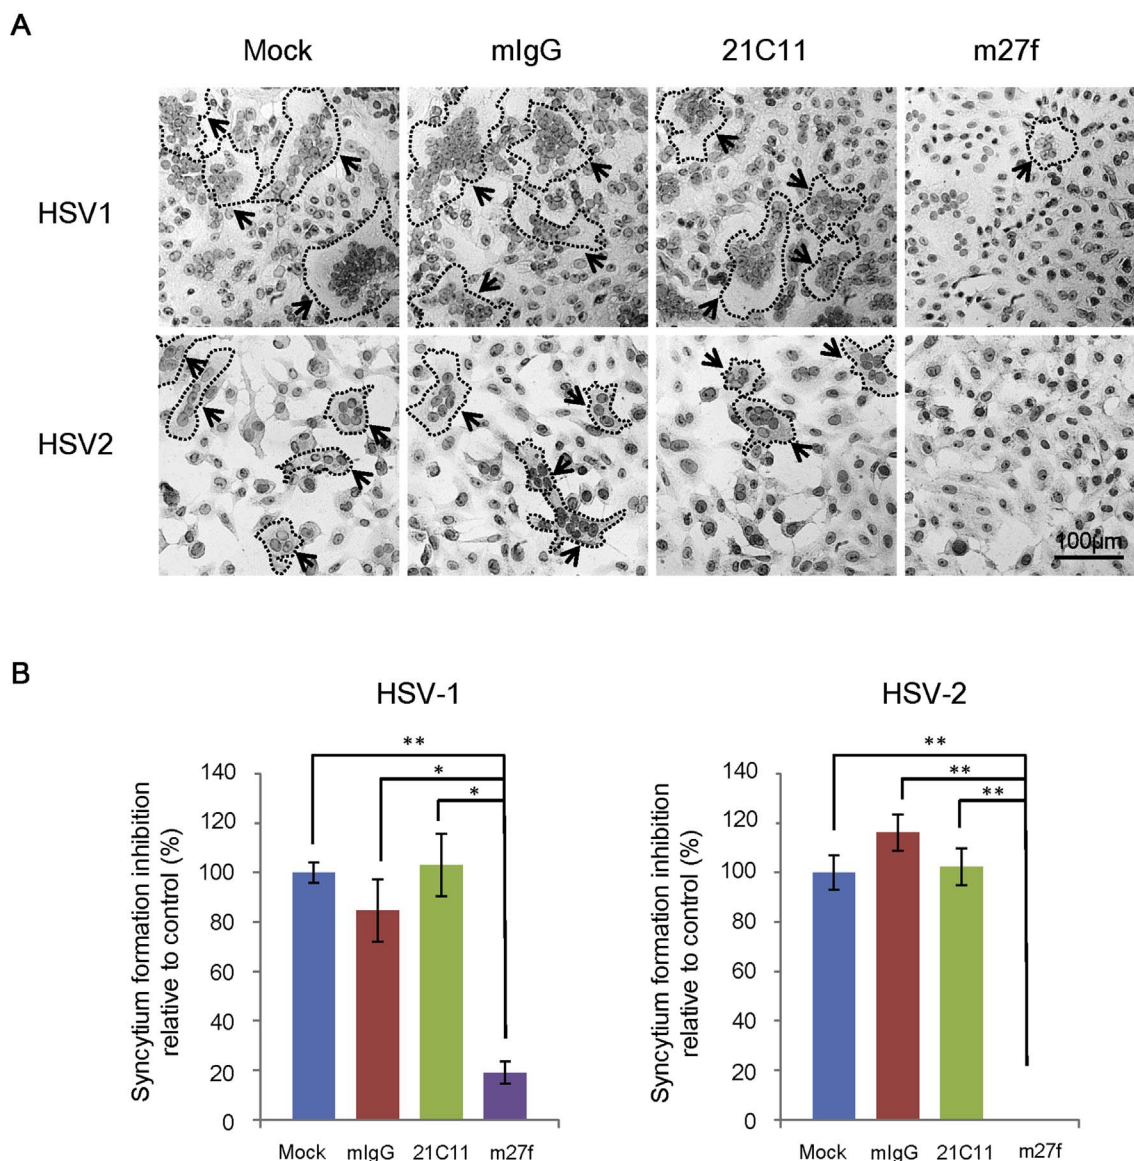 A
Mock
mIgG
21C11
m27f
HSV1
HSV2
100μm
B
HSV-1
HSV-2
**
*
*
**
**
**
Syncytium formation inhibition
relative to control (%)
140
120
100
80
60
40
20
0
Mock
mIgG
21C11
m27f
Syncytium formation inhibition
relative to control (%)
140
120
100
80
60
40
20
0
Mock
mIgG
21C11
m27f